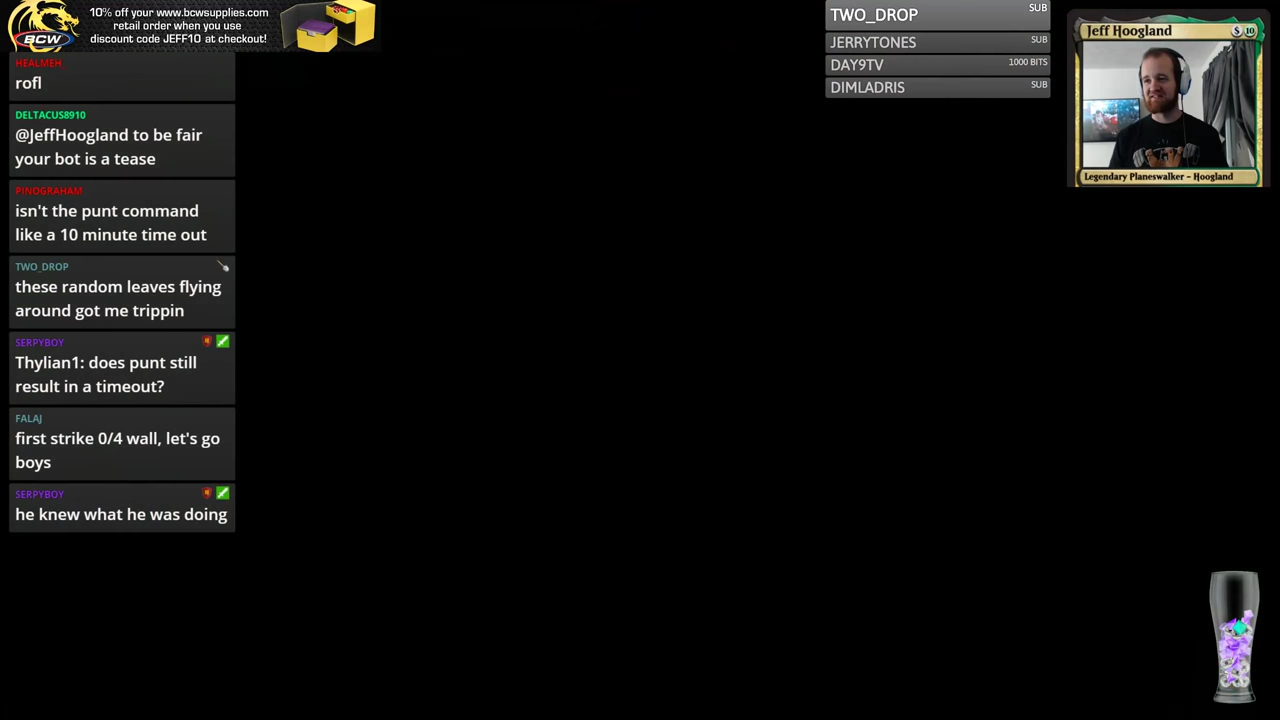 10% off your www.bcwsupplies.com
retail order when you use
discount code JEFF10 at checkout!
BCW
HEALMEH
rofl
DELTACUS8910
@JeffHoogland to be fair
your bot is a tease
PINOGRAHAM
isn't the punt command
like a 10 minute time out
TWO_DROP
these random leaves flying
around got me trippin
SERPYBOY
Thylian1: does punt still
result in a timeout?
FALAJ
first strike 0/4 wall, let's go
boys
SERPYBOY
he knew what he was doing
TWO_DROP SUB
JERRYTONES SUB
DAY9TV 1000 BITS
DIMLADRIS SUB
Jeff Hoogland S 10
Legendary Planeswalker – Hoogland